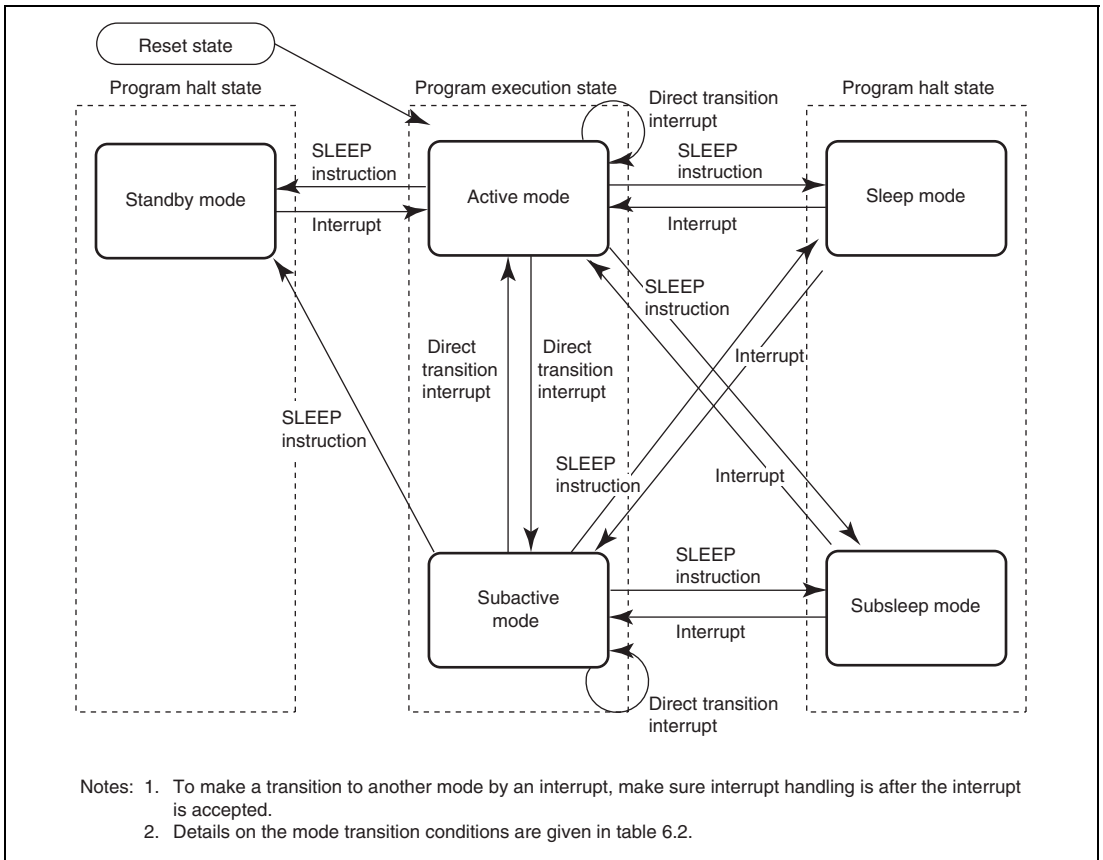 Reset state
Program halt state
Program execution state
Program halt state
Direct transition
interrupt
SLEEP
instruction
SLEEP
instruction
Standby mode
Active mode
Sleep mode
Interrupt
Interrupt
SLEEP
instruction
Direct
transition
interrupt
Direct
transition
interrupt
Interrupt
SLEEP
instruction
SLEEP
instruction
Interrupt
SLEEP
instruction
Subactive
mode
Subsleep mode
Interrupt
Direct transition
interrupt
Notes: 1. To make a transition to another mode by an interrupt, make sure interrupt handling is after the interrupt
is accepted.
2. Details on the mode transition conditions are given in table 6.2.